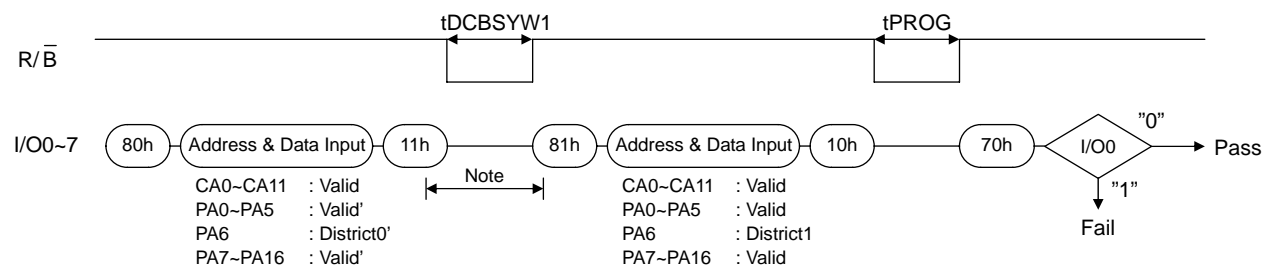 tDCBSYW1
tPROG
R/B̅
I/O0~7
80h
Address & Data Input
11h
81h
Address & Data Input
10h
70h
I/O0
"0"
Pass
"1"
Fail
Note
CA0~CA11 : Valid
PA0~PA5 : Valid’
PA6 : District0’
PA7~PA16 : Valid’
CA0~CA11 : Valid
PA0~PA5 : Valid
PA6 : District1
PA7~PA16 : Valid